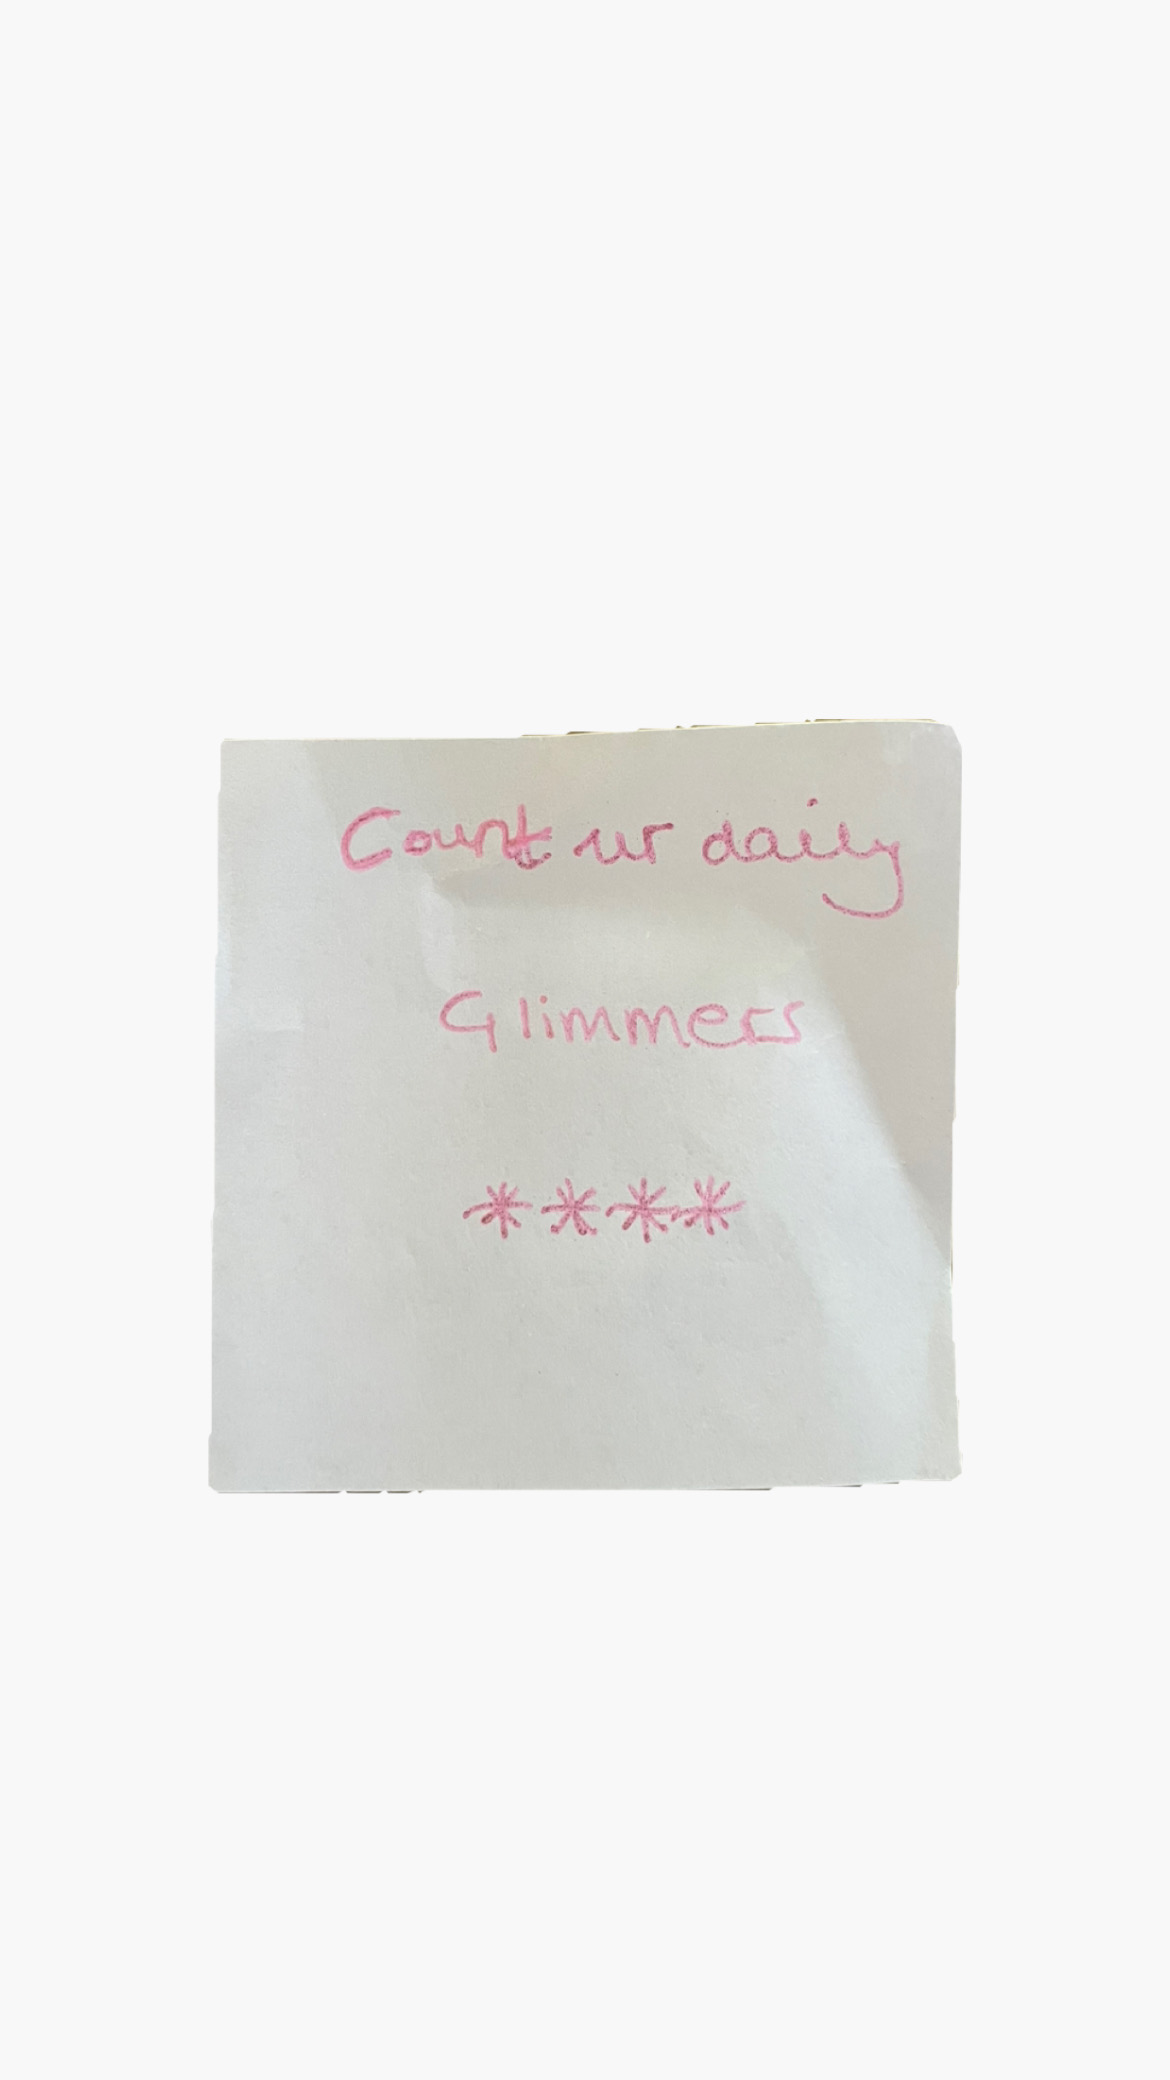 Count ur daily
Glimmers
****